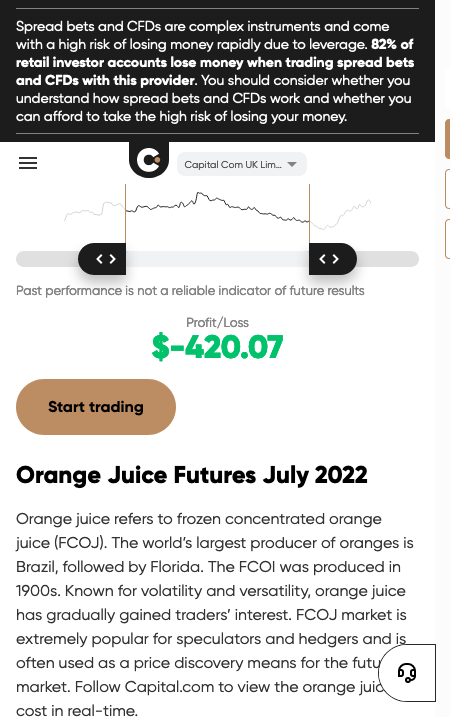 Spread bets and CFDs are complex instruments and come
with a high risk of losing money rapidly due to leverage. 82% of
retail investor accounts lose money when trading spread bets
and CFDs with this provider. You should consider whether you
understand how spread bets and CFDs work and whether you
can afford to take the high risk of losing your money.
Capital Com UK Lim...
Past performance is not a reliable indicator of future results
Profit/Loss
$-420.07
Start trading
Orange Juice Futures July 2022
Orange juice refers to frozen concentrated orange
juice (FCOJ). The world's largest producer of oranges is
Brazil, followed by Florida. The FCOI was produced in
1900s. Known for volatility and versatility, orange juice
has gradually gained traders' interest. FCOJ market is
extremely popular for speculators and hedgers and is
often used as a price discovery means for the futu
market. Follow Capital.com to view the orange juic
cost in real-time.